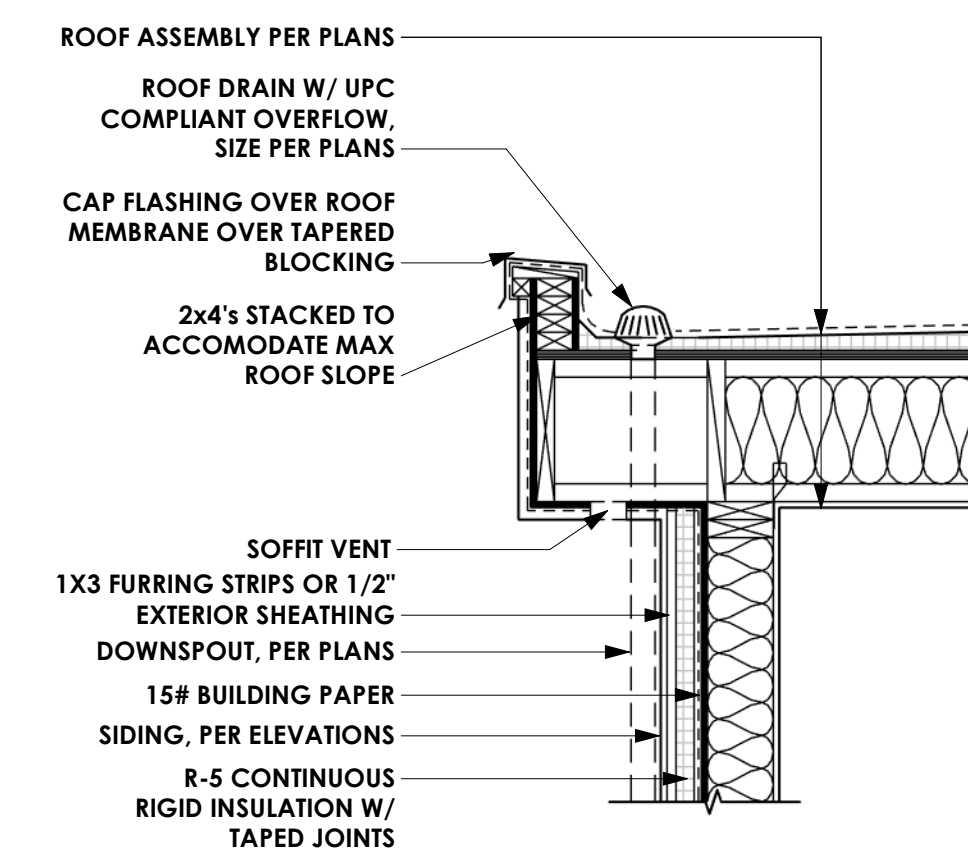 ROOF ASSEMBLY PER PLANS
ROOF DRAIN W/ UPC
COMPLIANT OVERFLOW,
SIZE PER PLANS
CAP FLASHING OVER ROOF
MEMBRANE OVER TAPERED
BLOCKING
2x4's STACKED TO
ACCOMODATE MAX
ROOF SLOPE
SOFFIT VENT
1X3 FURRING STRIPS OR 1/2"
EXTERIOR SHEATHING
DOWNSPOUT, PER PLANS
15# BUILDING PAPER
SIDING, PER ELEVATIONS
R-5 CONTINUOUS
RIGID INSULATION W/
TAPED JOINTS